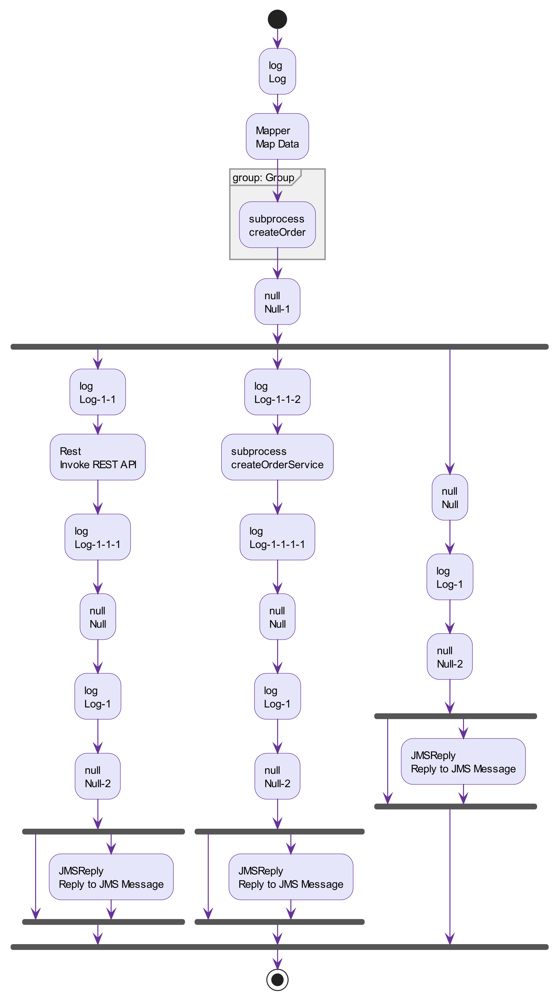 log
Log
Mapper
Map Data
group: Group
subprocess
createOrder
null
Null-1
log
Log-1-1
Rest
Invoke REST API
log
Log-1-1-1
null
Null
log
Log-1
null
Null-2
JMSReply
Reply to JMS Message
log
Log-1-1-2
subprocess
createOrderService
log
Log-1-1-1-1
null
Null
log
Log-1
null
Null-2
JMSReply
Reply to JMS Message
null
Null
log
Log-1
null
Null-2
JMSReply
Reply to JMS Message